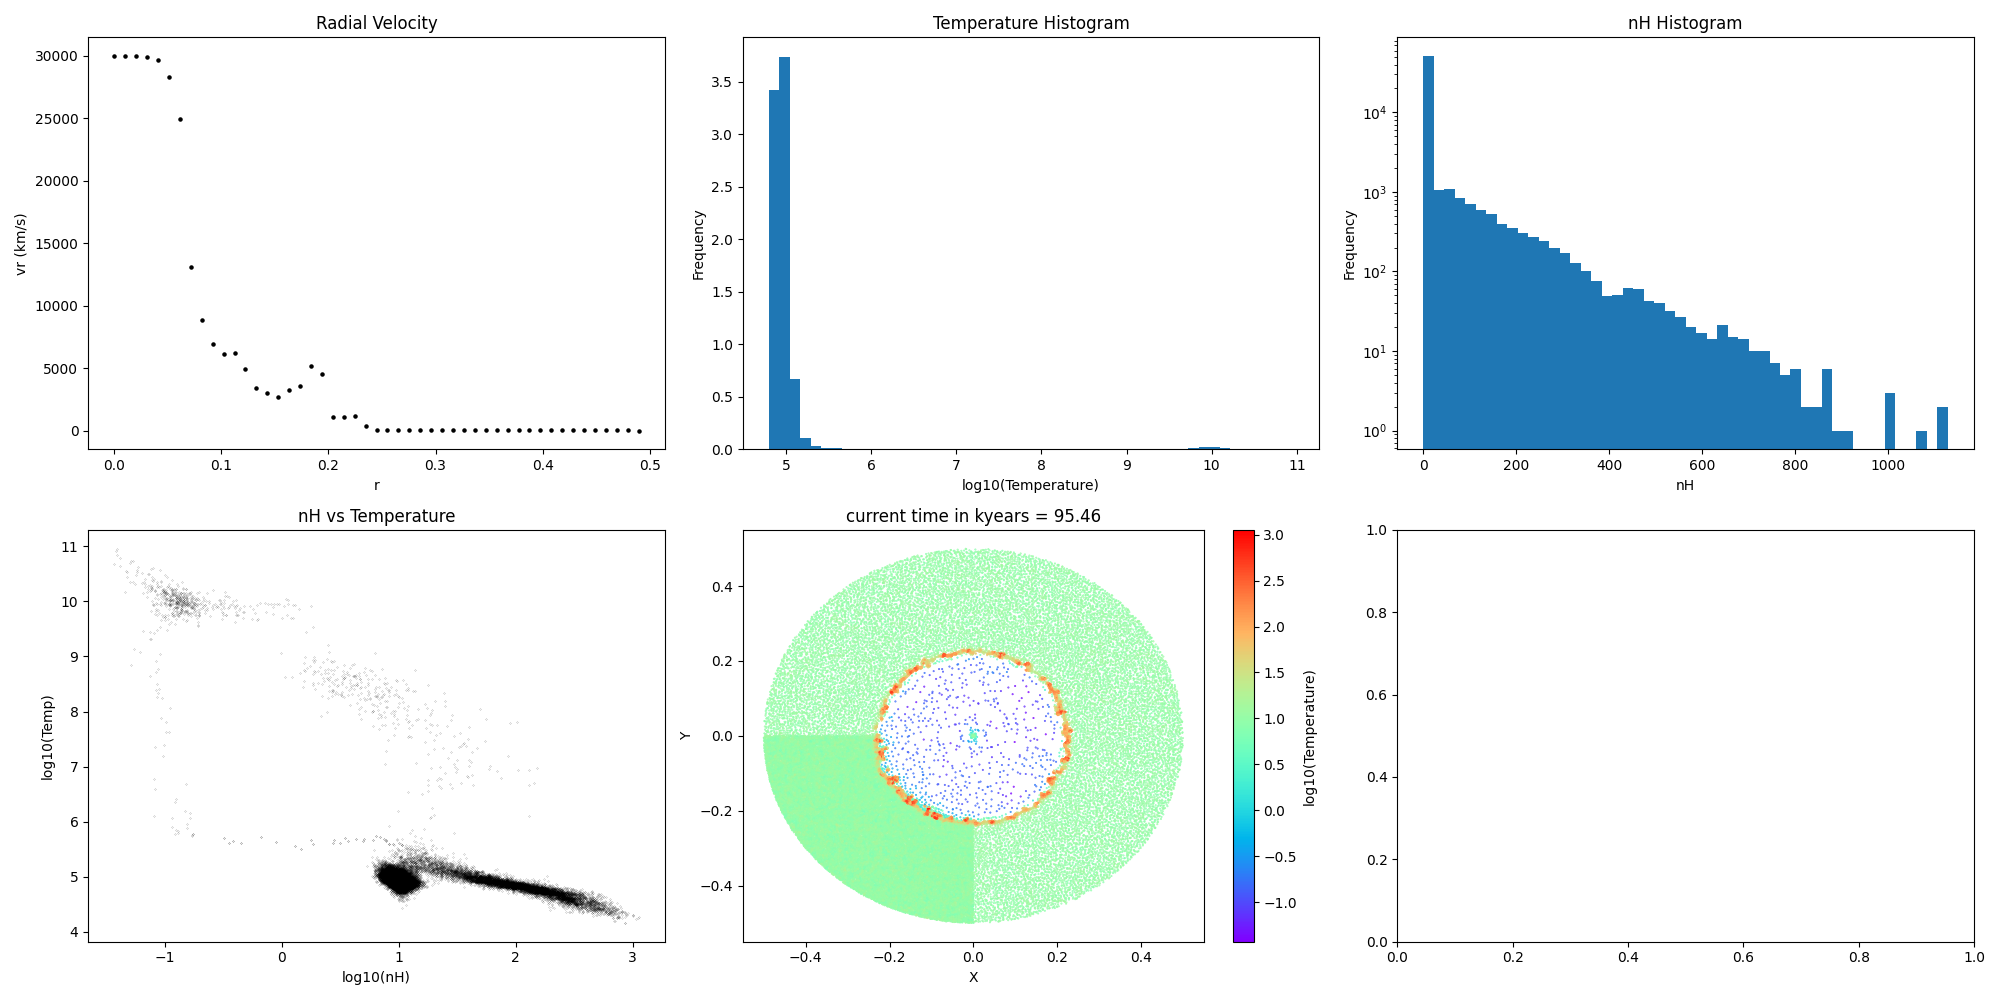 Radial Velocity
30000
25000
20000
15000
10000
5000
0
vr (km/s)
0.0 0.1 0.2 0.3 0.4 0.5
r
Temperature Histogram
3.5
3.0
2.5
2.0
1.5
1.0
0.5
0.0
Frequency
5 6 7 8 9 10 11
log10(Temperature)
nH Histogram
10⁴
10³
10²
10¹
10⁰
Frequency
0 200 400 600 800 1000
nH
nH vs Temperature
11
10
9
8
7
6
5
4
log10(Temp)
−1 0 1 2 3
log10(nH)
current time in kyears = 95.46
0.4
0.2
0.0
−0.2
−0.4
Y
−0.4 −0.2 0.0 0.2 0.4
X
3.0
2.5
2.0
1.5
1.0
0.5
0.0
−0.5
−1.0
log10(Temperature)
1.0
0.8
0.6
0.4
0.2
0.0
0.0 0.2 0.4 0.6 0.8 1.0